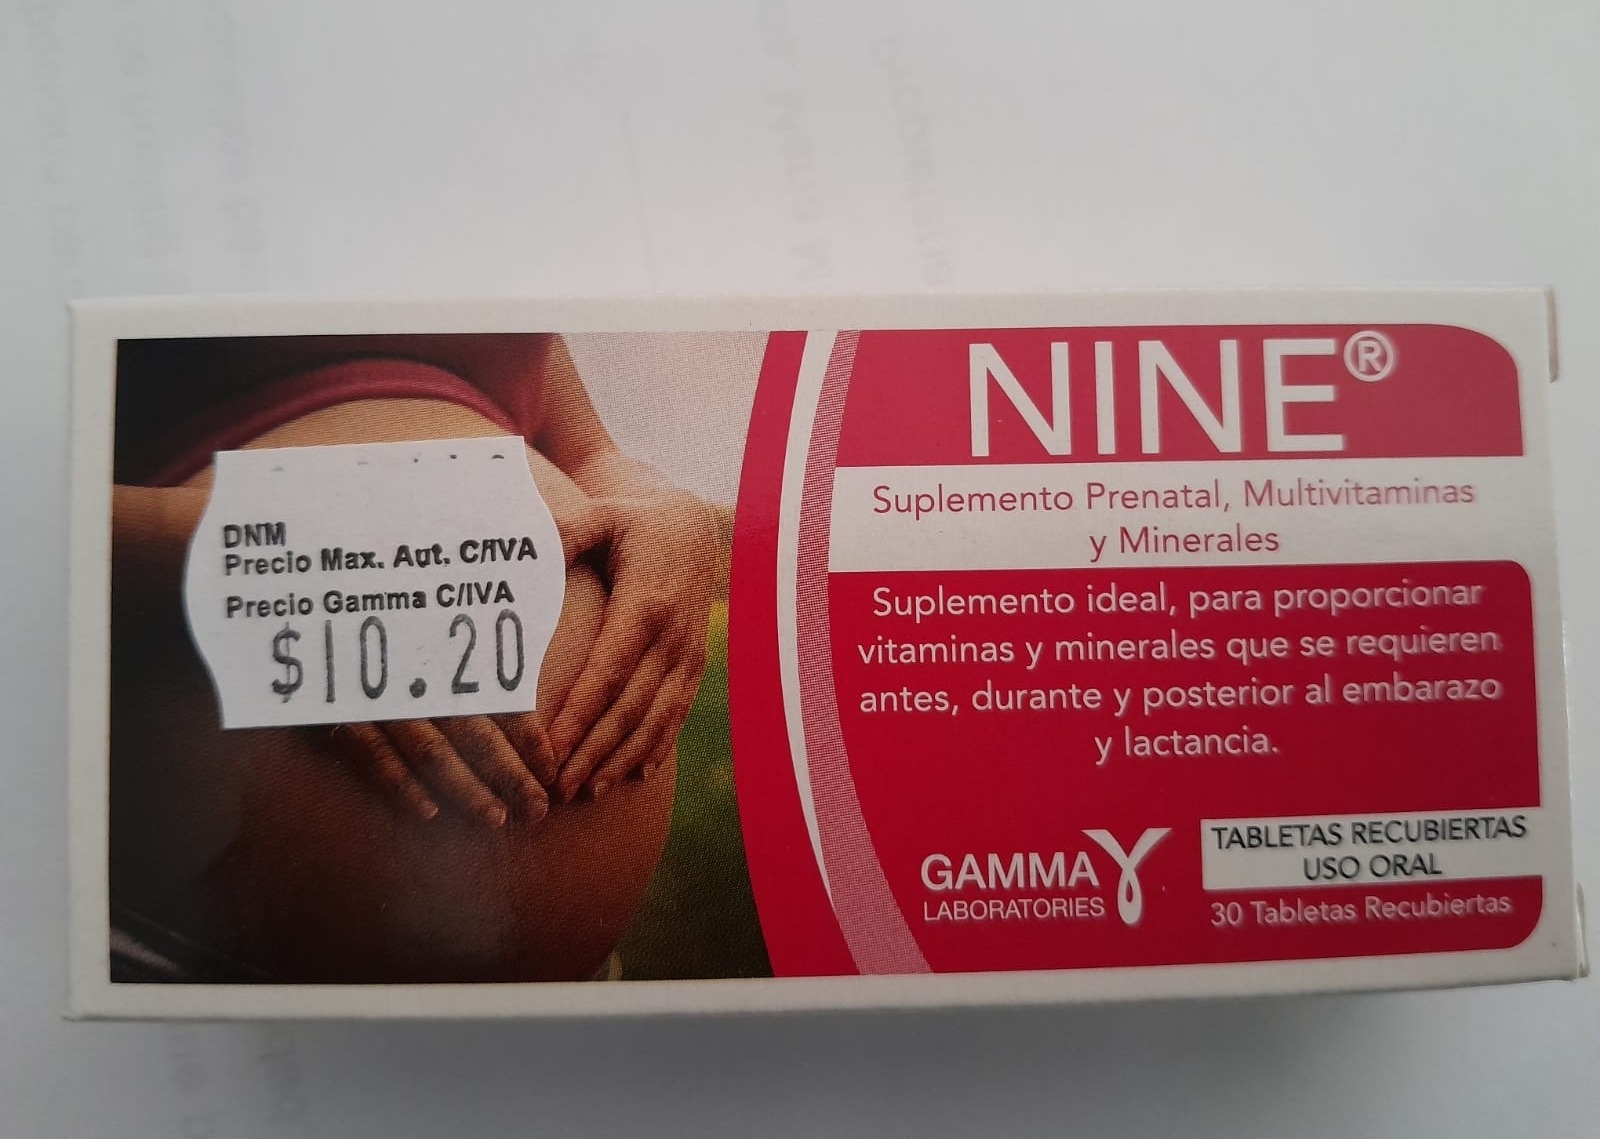 DNM
Precio Max. Aut. C/IVA
Precio Gamma C/IVA
$10.20
NINE®
Suplemento Prenatal, Multivitaminas
y Minerales
Suplemento ideal, para proporcionar
vitaminas y minerales que se requieren
antes, durante y posterior al embarazo
y lactancia.
GAMMA
LABORATORIES
TABLETAS RECUBIERTAS
USO ORAL
30 Tabletas Recubiertas